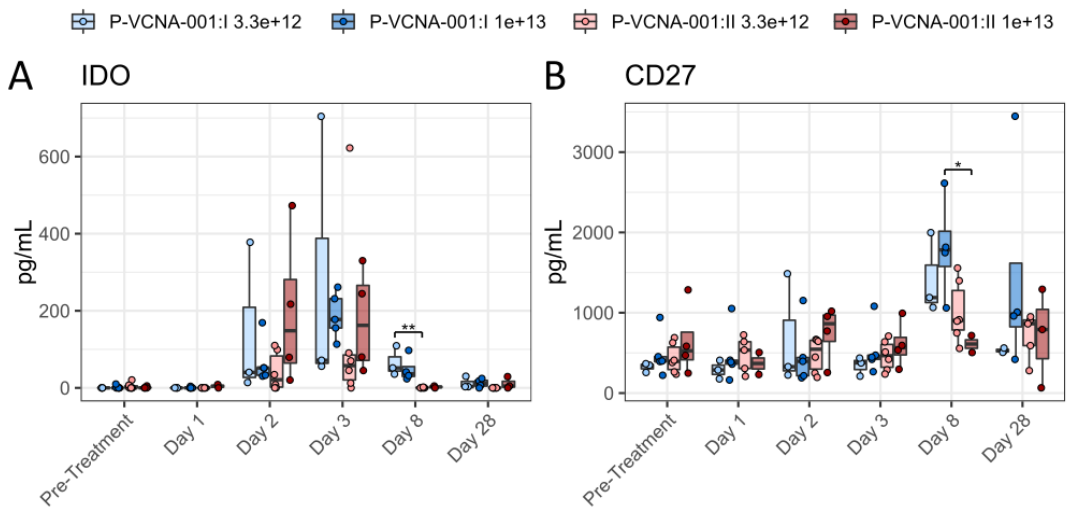 P-VCNA-001:I 3.3e+12 P-VCNA-001:I 1e+13 P-VCNA-001:II 3.3e+12 P-VCNA-001:II 1e+13
A IDO
pg/mL
600
400
200
0
**
Pre-Treatment Day 1 Day 2 Day 3 Day 8 Day 28
B CD27
pg/mL
3000
2000
1000
0
*
Pre-Treatment Day 1 Day 2 Day 3 Day 8 Day 28